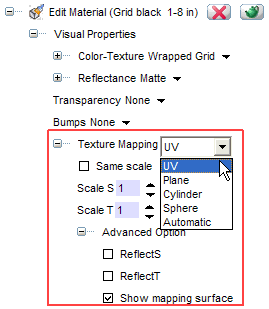 Edit Material (Grid black 1-8 in)
Visual Properties
Color-Texture Wrapped Grid
Reflectance Matte
Transparency None
Bumps None
Texture Mapping UV
UV
Plane
Cylinder
Sphere
Automatic
Same scale
Scale S 1
Scale T 1
Advanced Option
ReflectS
ReflectT
Show mapping surface